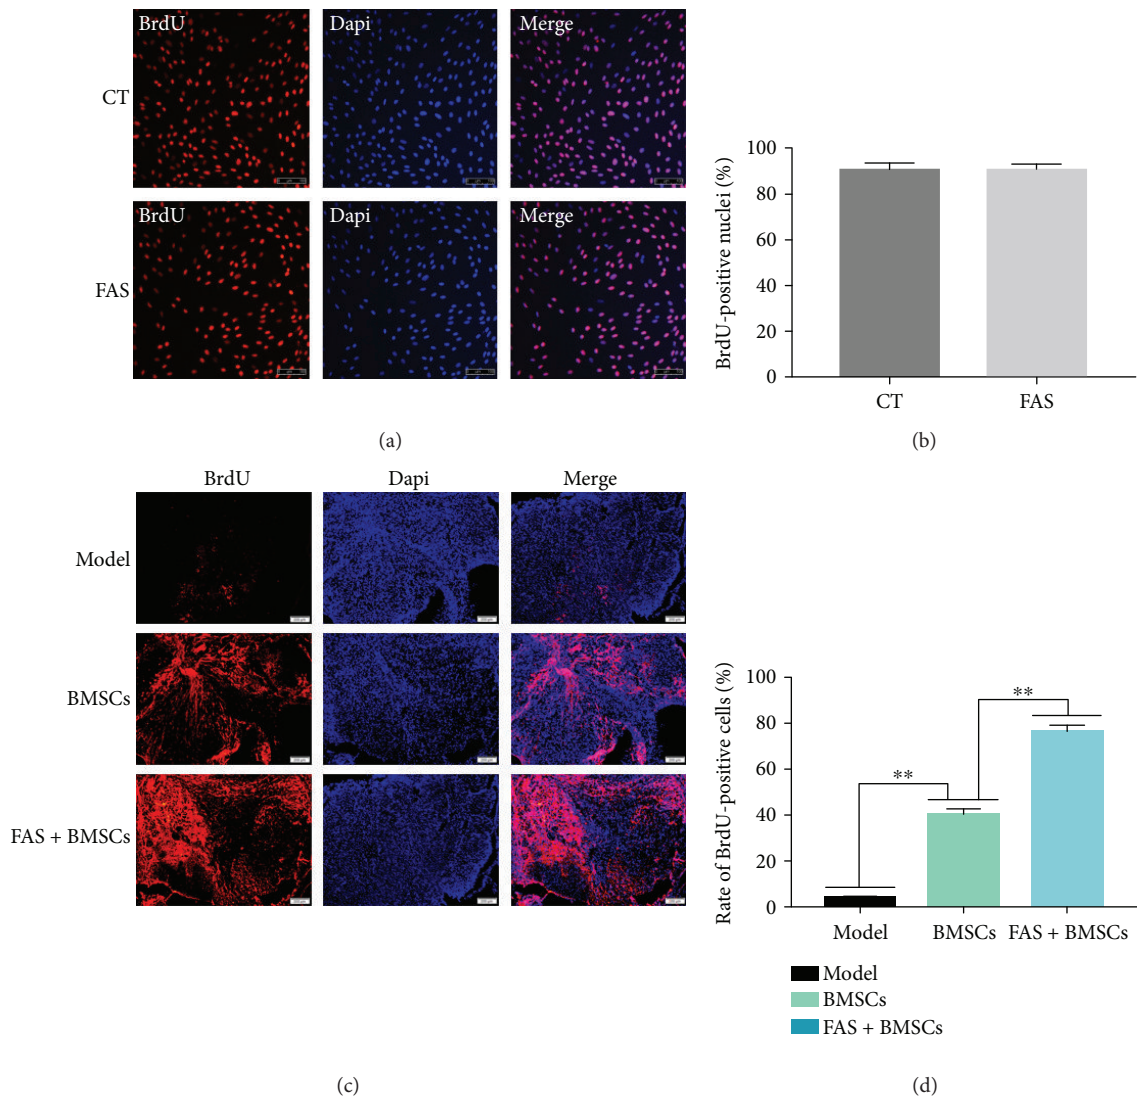 BrdU Dapi Merge
CT
BrdU Dapi Merge
FAS
(a)
BrdU-positive nuclei (%)
100
80
60
40
20
0
CT FAS
(b)
BrdU Dapi Merge
Model
BMSCs
FAS + BMSCs
(c)
Rate of BrdU-positive cells (%)
100
80
60
40
20
0
**
**
Model BMSCs FAS + BMSCs
Model
BMSCs
FAS + BMSCs
(d)